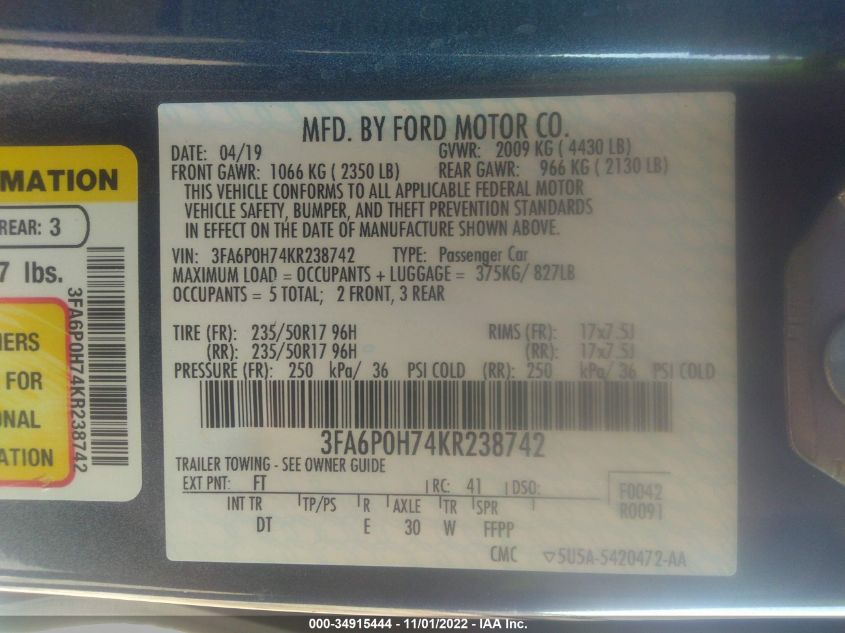 MATION
REAR: 3
7 lbs.
IERS
FOR
ONAL
ATION
3FA6P0H74KR238742
MFD. BY FORD MOTOR CO.
DATE: 04/19 GVWR: 2009 KG ( 4430 LB)
FRONT GAWR: 1066 KG ( 2350 LB) REAR GAWR: 966 KG ( 2130 LB)
THIS VEHICLE CONFORMS TO ALL APPLICABLE FEDERAL MOTOR
VEHICLE SAFETY, BUMPER, AND THEFT PREVENTION STANDARDS
IN EFFECT ON THE DATE OF MANUFACTURE SHOWN ABOVE.
VIN: 3FA6P0H74KR238742 TYPE: Passenger Car
MAXIMUM LOAD = OCCUPANTS + LUGGAGE = 375KG/ 827LB
OCCUPANTS = 5 TOTAL; 2 FRONT, 3 REAR
TIRE (FR): 235/50R17 96H RIMS (FR): 17x7.5J
(RR): 235/50R17 96H (RR): 17x7.5J
PRESSURE (FR): 250 kPa/ 36 PSI COLD (RR): 250 kPa/ 36 PSI COLD
3FA6P0H74KR238742
TRAILER TOWING - SEE OWNER GUIDE
EXT PNT: FT RC: 41 DSO: F0042
INT TR TP/PS R AXLE TR SPR R0091
DT E 30 W FFPP
CMC ▽5U5A-5420472-AA
000-34915444 - 11/01/2022 - IAA Inc.